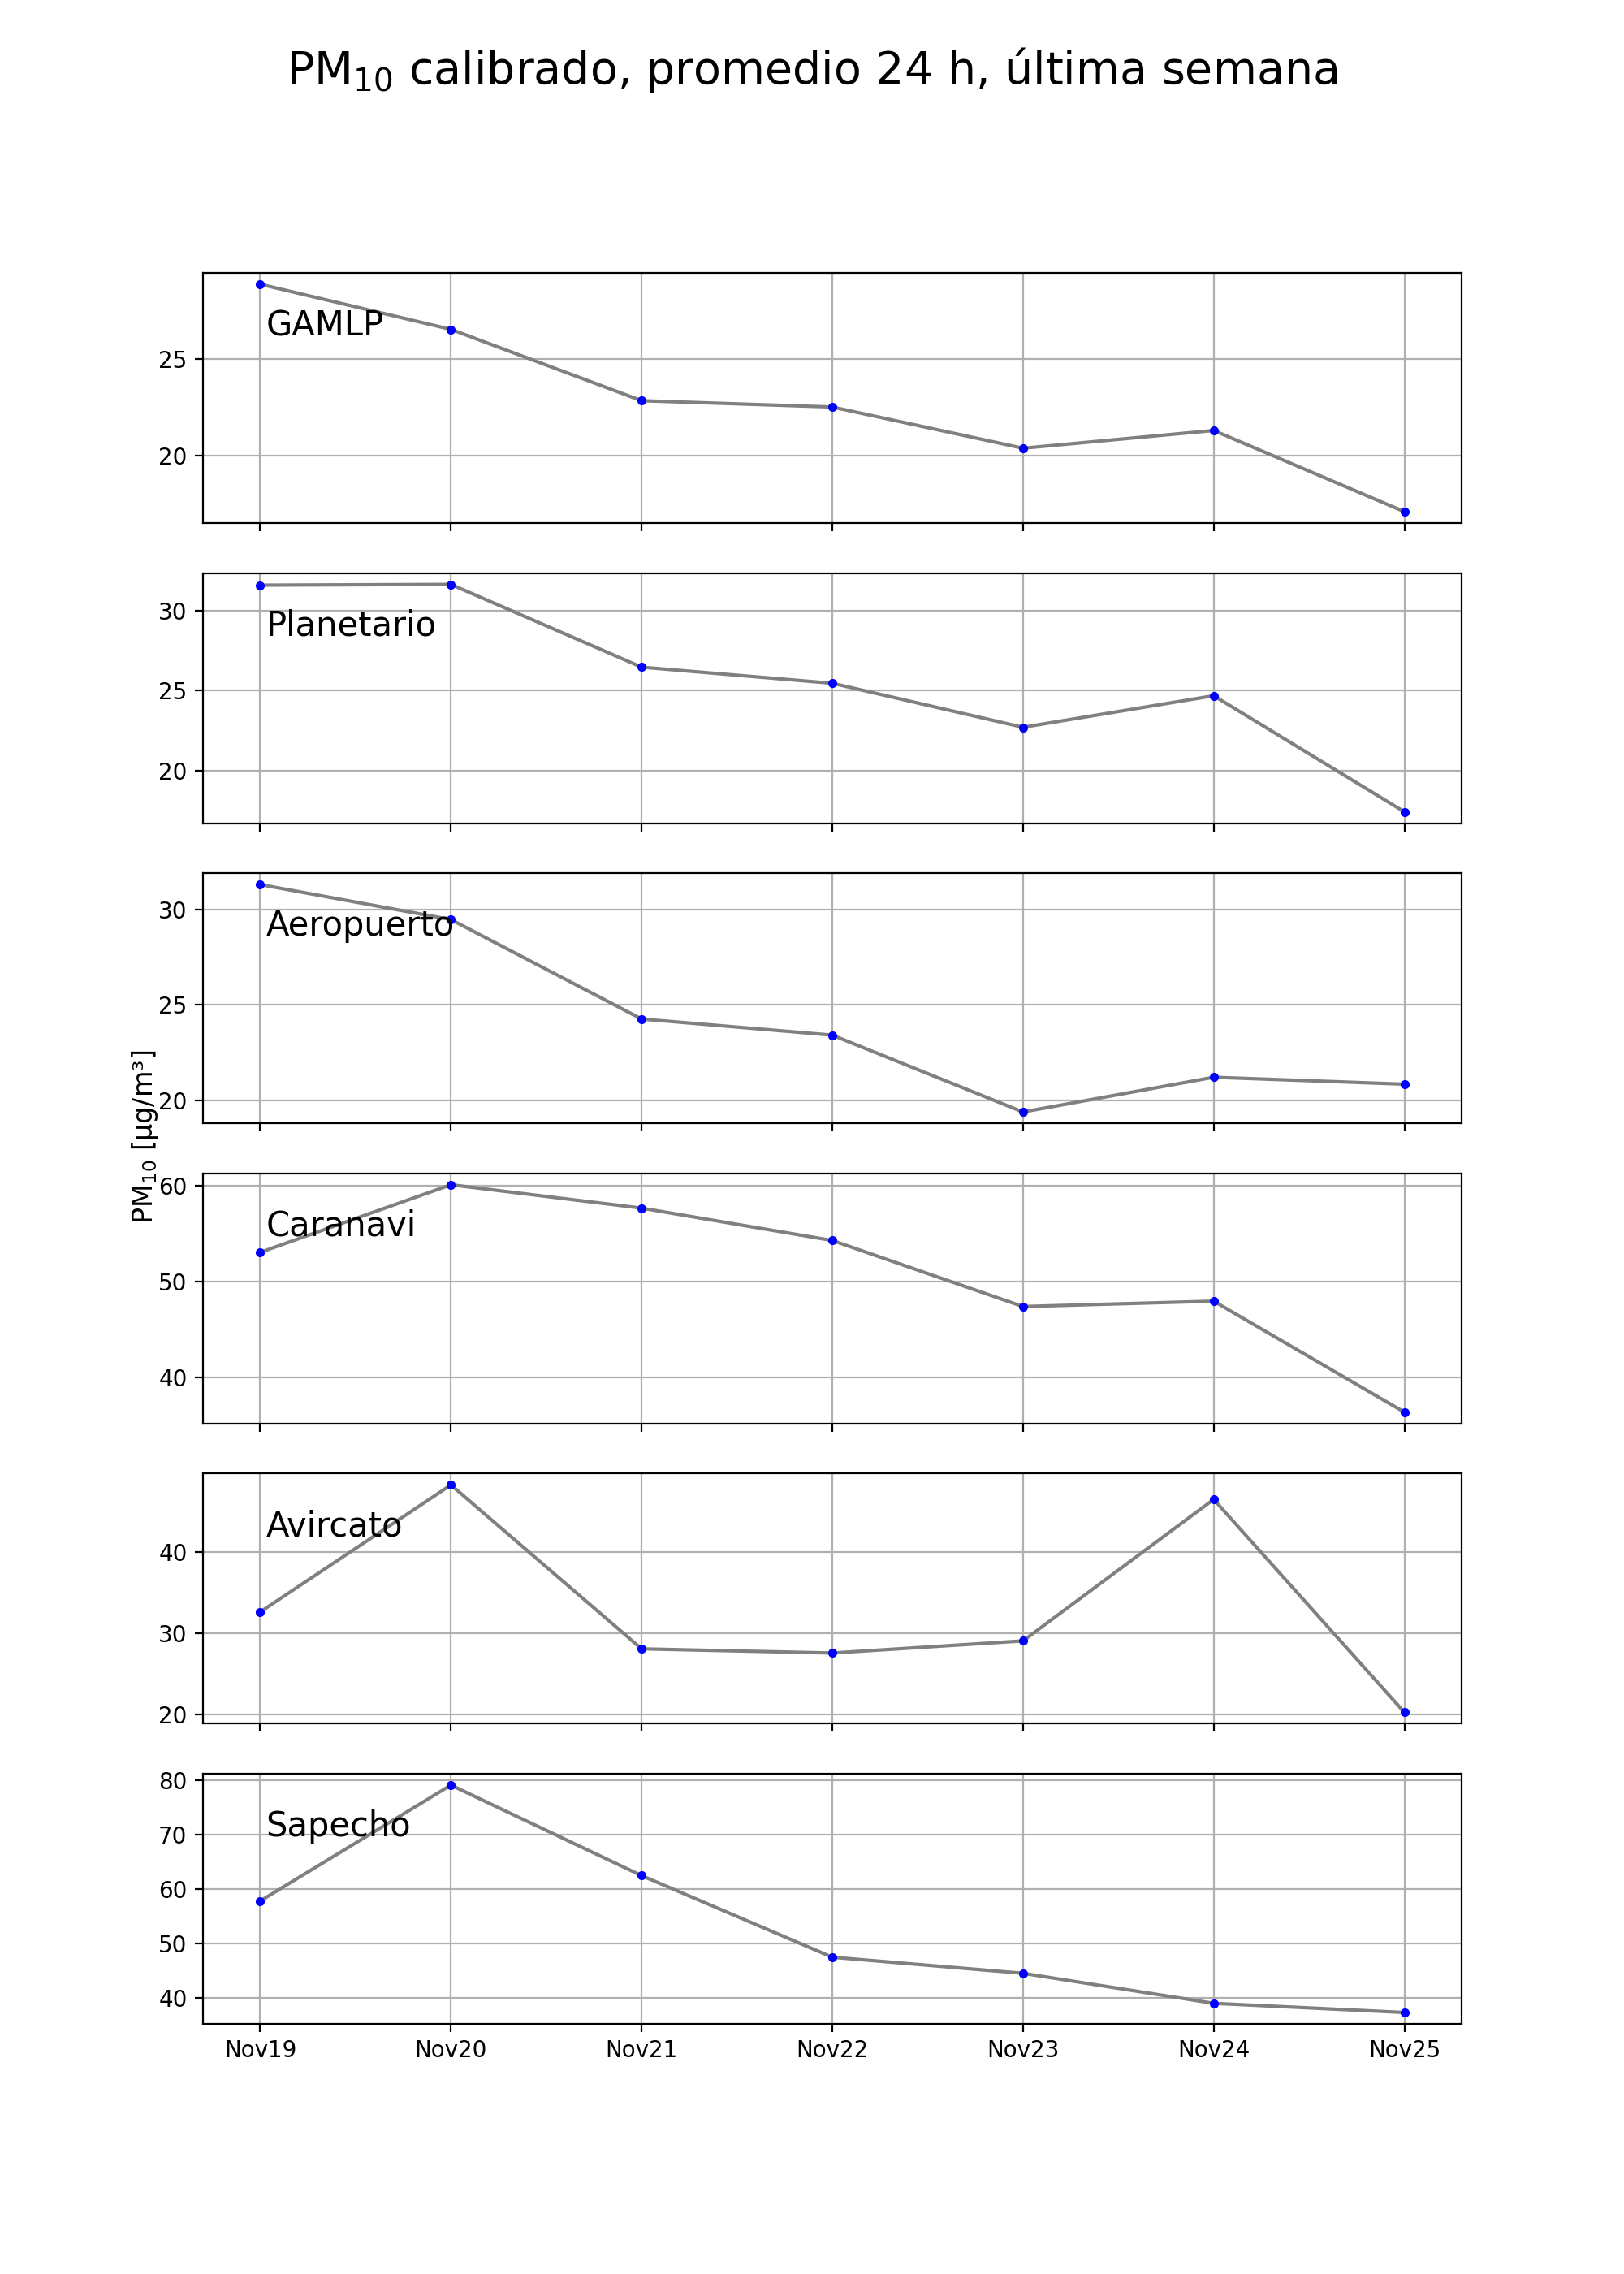 PM₁₀ calibrado, promedio 24 h, última semana
GAMLP
25
20
Planetario
30
25
20
Aeropuerto
30
25
20
PM₁₀ [µg/m³]
Caranavi
60
50
40
Avircato
40
30
20
Sapecho
80
70
60
50
40
Nov19 Nov20 Nov21 Nov22 Nov23 Nov24 Nov25